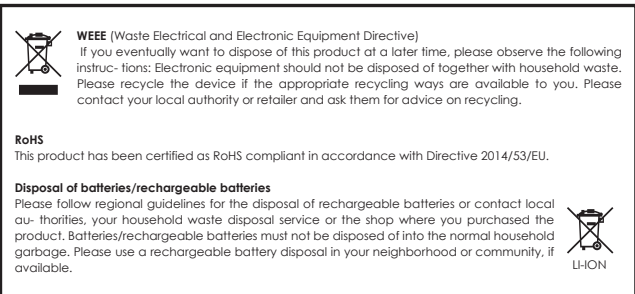 WEEE (Waste Electrical and Electronic Equipment Directive)
If you eventually want to dispose of this product at a later time, please observe the following
instruc- tions: Electronic equipment should not be disposed of together with household waste.
Please recycle the device if the appropriate recycling ways are available to you. Please
contact your local authority or retailer and ask them for advice on recycling.
RoHS
This product has been certified as RoHS compliant in accordance with Directive 2014/53/EU.
Disposal of batteries/rechargeable batteries
Please follow regional guidelines for the disposal of rechargeable batteries or contact local
au- thorities, your household waste disposal service or the shop where you purchased the
product. Batteries/rechargeable batteries must not be disposed of into the normal household
garbage. Please use a rechargeable battery disposal in your neighborhood or community, if
available.
LI-ION